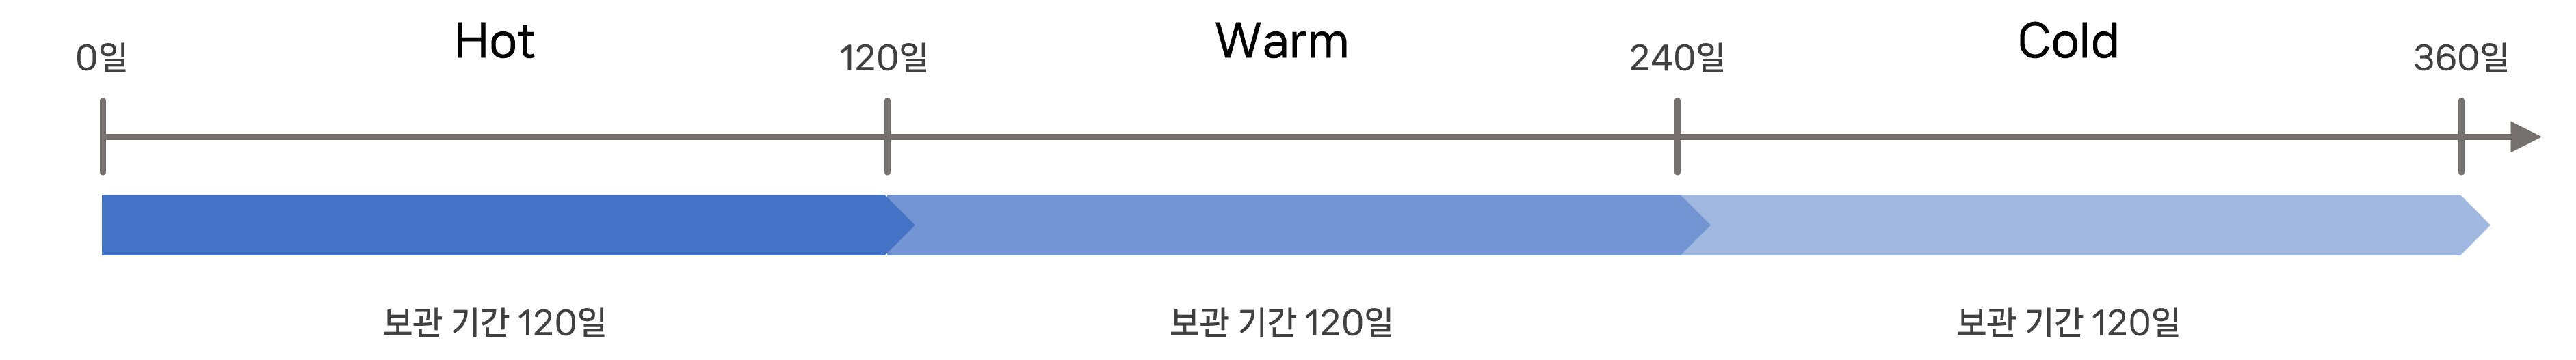 Hot Warm Cold
0일 120일 240일 360일
보관 기간 120일 보관 기간 120일 보관 기간 120일